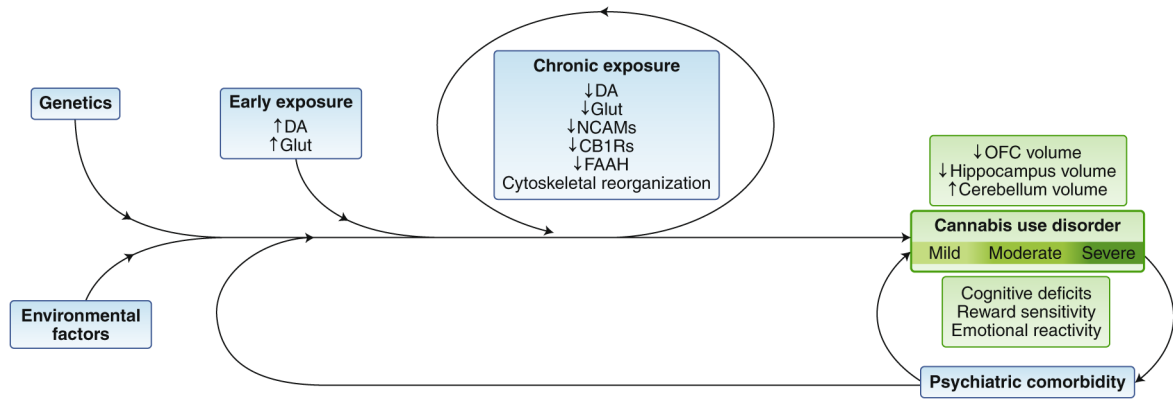 Genetics
Early exposure
↑DA
↑Glut
Chronic exposure
↓DA
↓Glut
↓NCAMs
↓CB1Rs
↓FAAH
Cytoskeletal reorganization
Environmental
factors
↓OFC volume
↓Hippocampus volume
↑Cerebellum volume
Cannabis use disorder
Mild Moderate Severe
Cognitive deficits
Reward sensitivity
Emotional reactivity
Psychiatric comorbidity